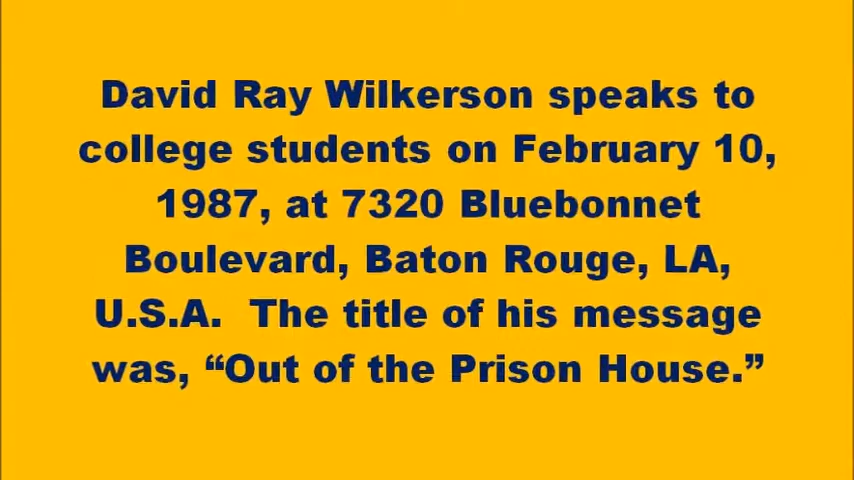 David Ray Wilkerson speaks to
college students on February 10,
1987, at 7320 Bluebonnet
Boulevard, Baton Rouge, LA,
U.S.A.  The title of his message
was, “Out of the Prison House.”